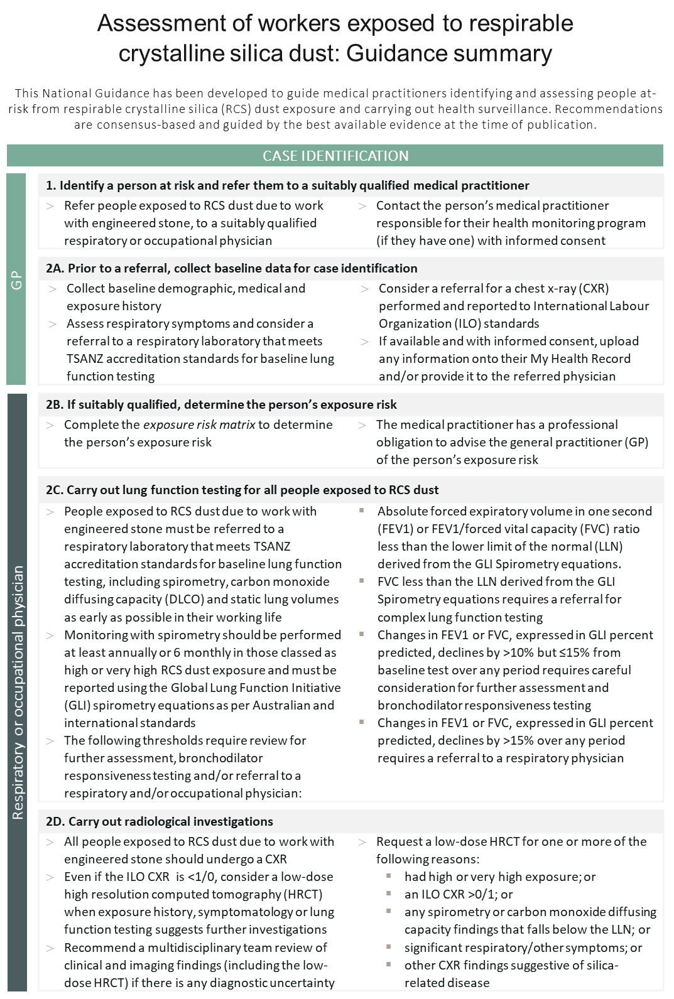 Assessment of workers exposed to respirable
crystalline silica dust: Guidance summary
This National Guidance has been developed to guide medical practitioners identifying and assessing people at-
risk from respirable crystalline silica (RCS) dust exposure and carrying out health surveillance. Recommendations
are consensus-based and guided by the best available evidence at the time of publication.
CASE IDENTIFICATION
GP
1. Identify a person at risk and refer them to a suitably qualified medical practitioner
> Refer people exposed to RCS dust due to work
with engineered stone, to a suitably qualified
respiratory or occupational physician
> Contact the person's medical practitioner
responsible for their health monitoring program
(if they have one) with informed consent
2A. Prior to a referral, collect baseline data for case identification
> Collect baseline demographic, medical and
exposure history
> Assess respiratory symptoms and consider a
referral to a respiratory laboratory that meets
TSANZ accreditation standards for baseline lung
function testing
> Consider a referral for a chest x-ray (CXR)
performed and reported to International Labour
Organization (ILO) standards
> If available and with informed consent, upload
any information onto their My Health Record
and/or provide it to the referred physician
Respiratory or occupational physician
2B. If suitably qualified, determine the person's exposure risk
> Complete the exposure risk matrix to determine
the person's exposure risk
> The medical practitioner has a professional
obligation to advise the general practitioner (GP)
of the person's exposure risk
2C. Carry out lung function testing for all people exposed to RCS dust
> People exposed to RCS dust due to work with
engineered stone must be referred to a
respiratory laboratory that meets TSANZ
accreditation standards for baseline lung function
testing, including spirometry, carbon monoxide
diffusing capacity (DLCO) and static lung volumes
as early as possible in their working life
> Monitoring with spirometry should be performed
at least annually or 6 monthly in those classed as
high or very high RCS dust exposure and must be
reported using the Global Lung Function Initiative
(GLI) spirometry equations as per Australian and
international standards
> The following thresholds require review for
further assessment, bronchodilator
responsiveness testing and/or referral to a
respiratory and/or occupational physician:
▪ Absolute forced expiratory volume in one second
(FEV1) or FEV1/forced vital capacity (FVC) ratio
less than the lower limit of the normal (LLN)
derived from the GLI Spirometry equations.
▪ FVC less than the LLN derived from the GLI
Spirometry equations requires a referral for
complex lung function testing
▪ Changes in FEV1 or FVC, expressed in GLI percent
predicted, declines by >10% but ≤15% from
baseline test over any period requires careful
consideration for further assessment and
bronchodilator responsiveness testing
▪ Changes in FEV1 or FVC, expressed in GLI percent
predicted, declines by >15% over any period
requires a referral to a respiratory physician
2D. Carry out radiological investigations
> All people exposed to RCS dust due to work with
engineered stone should undergo a CXR
> Even if the ILO CXR is <1/0, consider a low-dose
high resolution computed tomography (HRCT)
when exposure history, symptomatology or lung
function testing suggests further investigations
> Recommend a multidisciplinary team review of
clinical and imaging findings (including the low-
dose HRCT) if there is any diagnostic uncertainty
> Request a low-dose HRCT for one or more of the
following reasons:
▪ had high or very high exposure; or
▪ an ILO CXR >0/1; or
▪ any spirometry or carbon monoxide diffusing
capacity findings that falls below the LLN; or
▪ significant respiratory/other symptoms; or
▪ other CXR findings suggestive of silica-
related disease